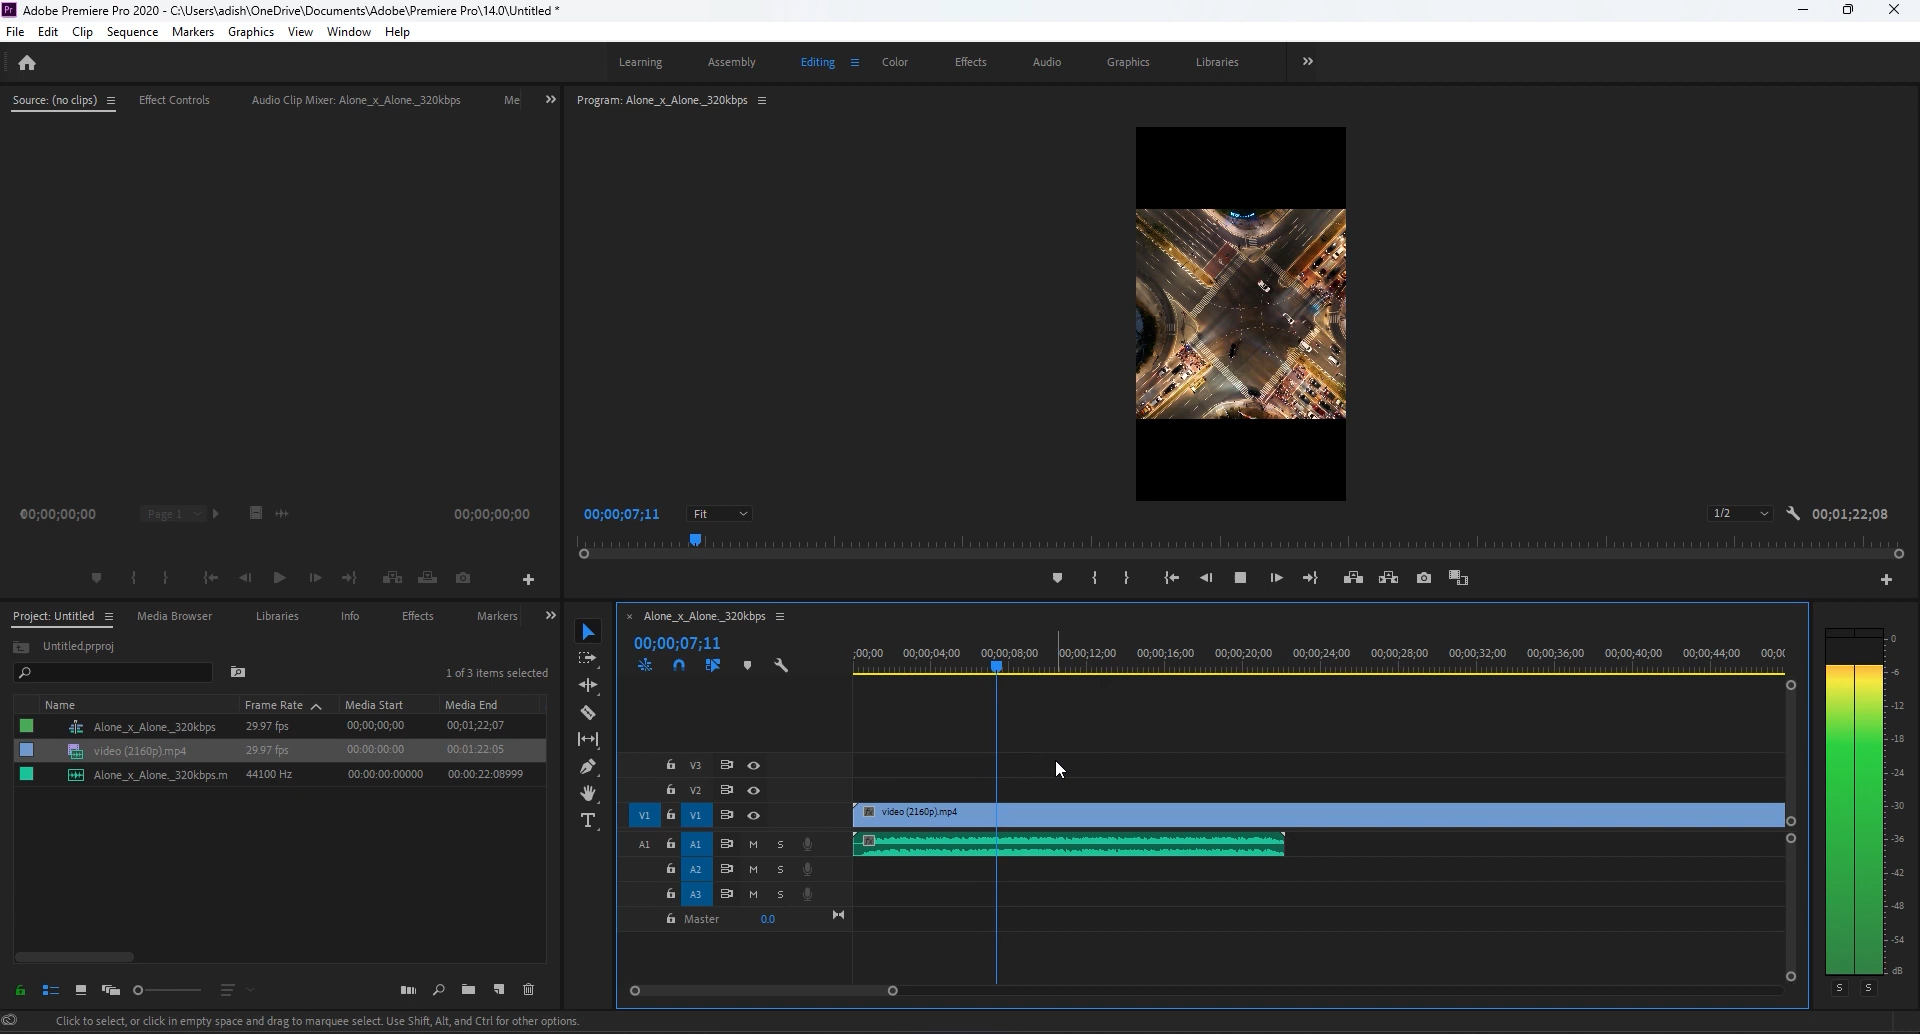 Adobe Premiere Pro 2020 - C:\Users\adish\OneDrive\Documents\Adobe\Premiere Pro\14.0\Untitled *
File Edit Clip Sequence Markers Graphics View Window Help
Learning Assembly Editing Color Effects Audio Graphics Libraries
Source: (no clips) Effect Controls Audio Clip Mixer: Alone_x_Alone._320kbps Me
Program: Alone_x_Alone._320kbps
00;00;00;00 Page 1 00;00;00;00
00;00;07;11 Fit 1/2 00;01;22;08
Project: Untitled Media Browser Libraries Info Effects Markers
Untitled.prproj
1 of 3 items selected
Name Frame Rate Media Start Media End
Alone_x_Alone._320kbps 29.97 fps 00;00;00;00 00;01;22;07
video (2160p).mp4 29.97 fps 00:00:00:00 00:01:22:05
Alone_x_Alone._320kbps.m 44100 Hz 00:00:00:00000 00:00:22:08999
Alone_x_Alone._320kbps
00;00;07;11
;00;00 00;00;04;00 00;00;08;00 00;00;12;00 00;00;16;00 00;00;20;00 00;00;24;00 00;00;28;00 00;00;32;00 00;00;36;00 00;00;40;00 00;00;44;00 00;00
V3
V2
V1 V1 video (2160p).mp4
A1 A1 M S
A2 M S
A3 M S
Master 0.0
0
-6
-12
-18
-24
-30
-36
-42
-48
-54
dB
S S
Click to select, or click in empty space and drag to marquee select. Use Shift, Alt, and Ctrl for other options.